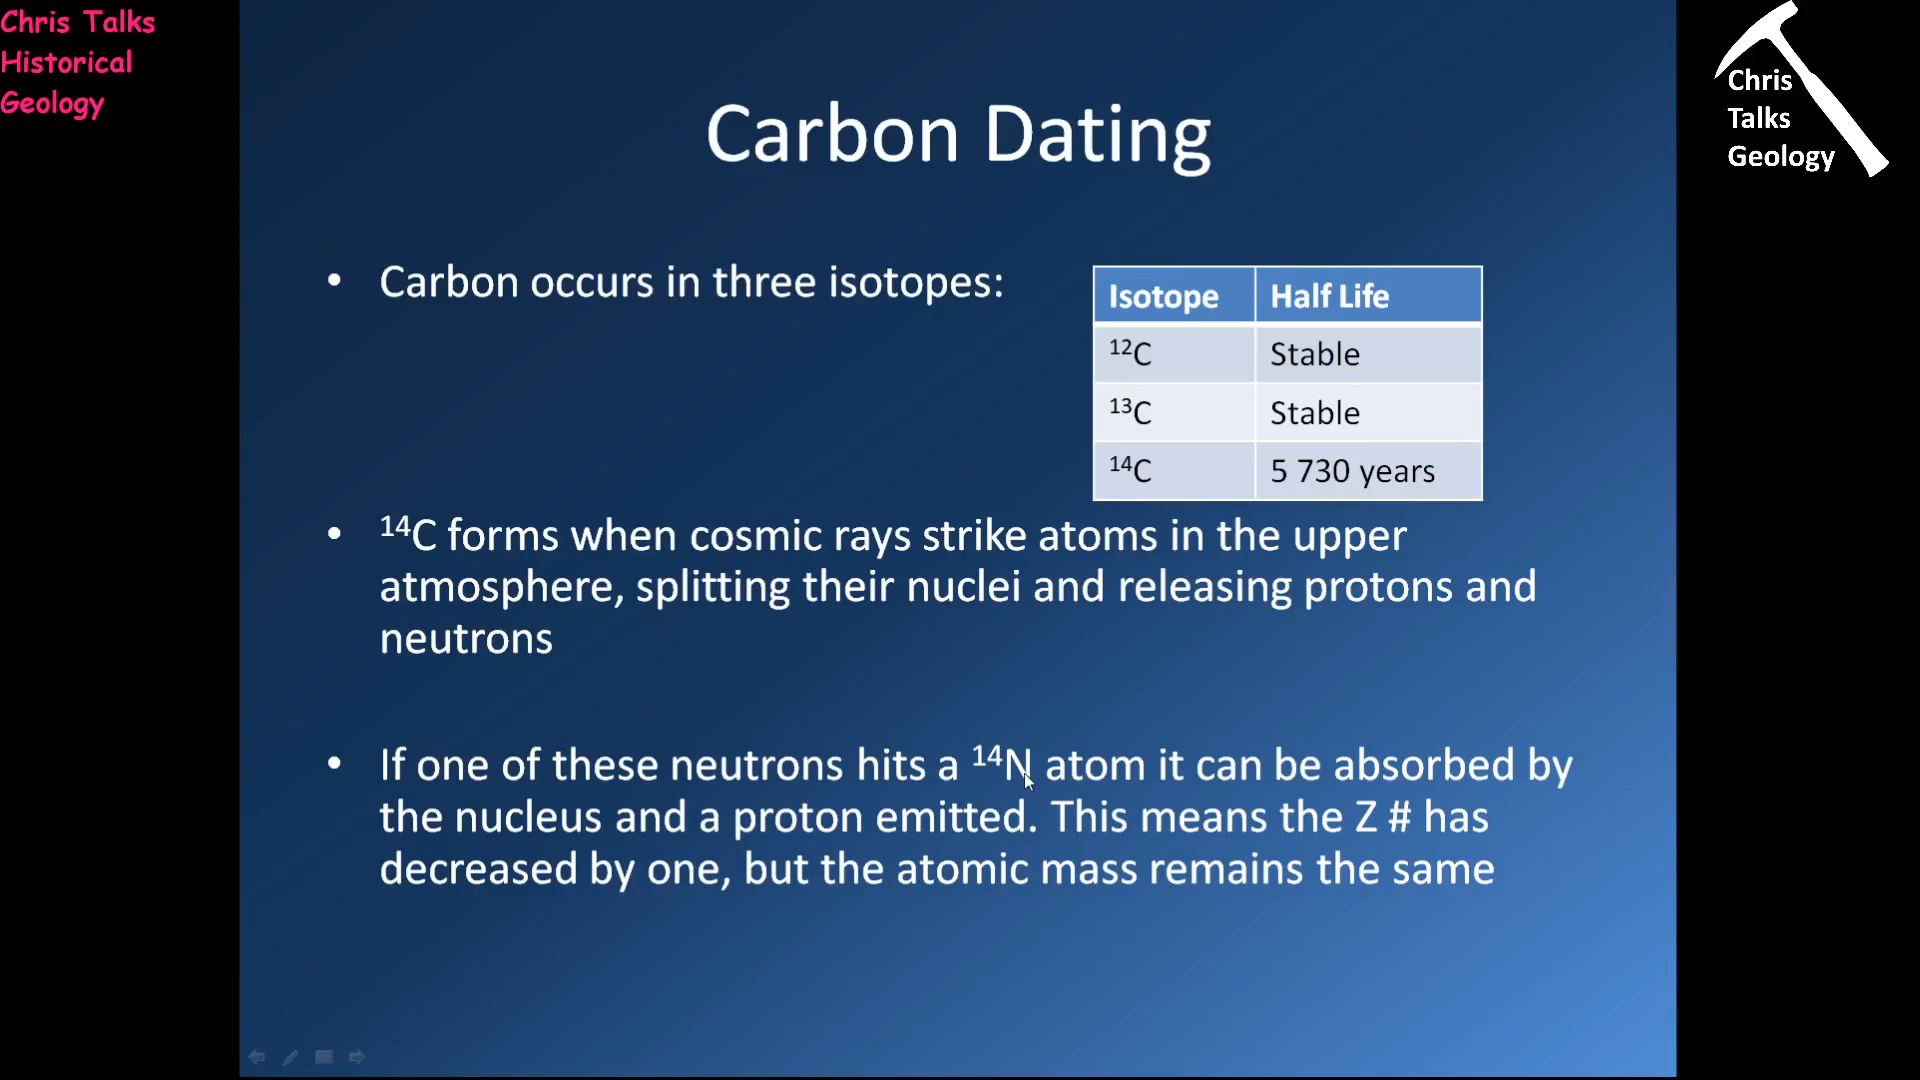 Chris Talks
Historical
Geology
Chris
Talks
Geology
Carbon Dating
• Carbon occurs in three isotopes:
Isotope Half Life
¹²C Stable
¹³C Stable
¹⁴C 5 730 years
• ¹⁴C forms when cosmic rays strike atoms in the upper
atmosphere, splitting their nuclei and releasing protons and
neutrons
• If one of these neutrons hits a ¹⁴N atom it can be absorbed by
the nucleus and a proton emitted. This means the Z # has
decreased by one, but the atomic mass remains the same